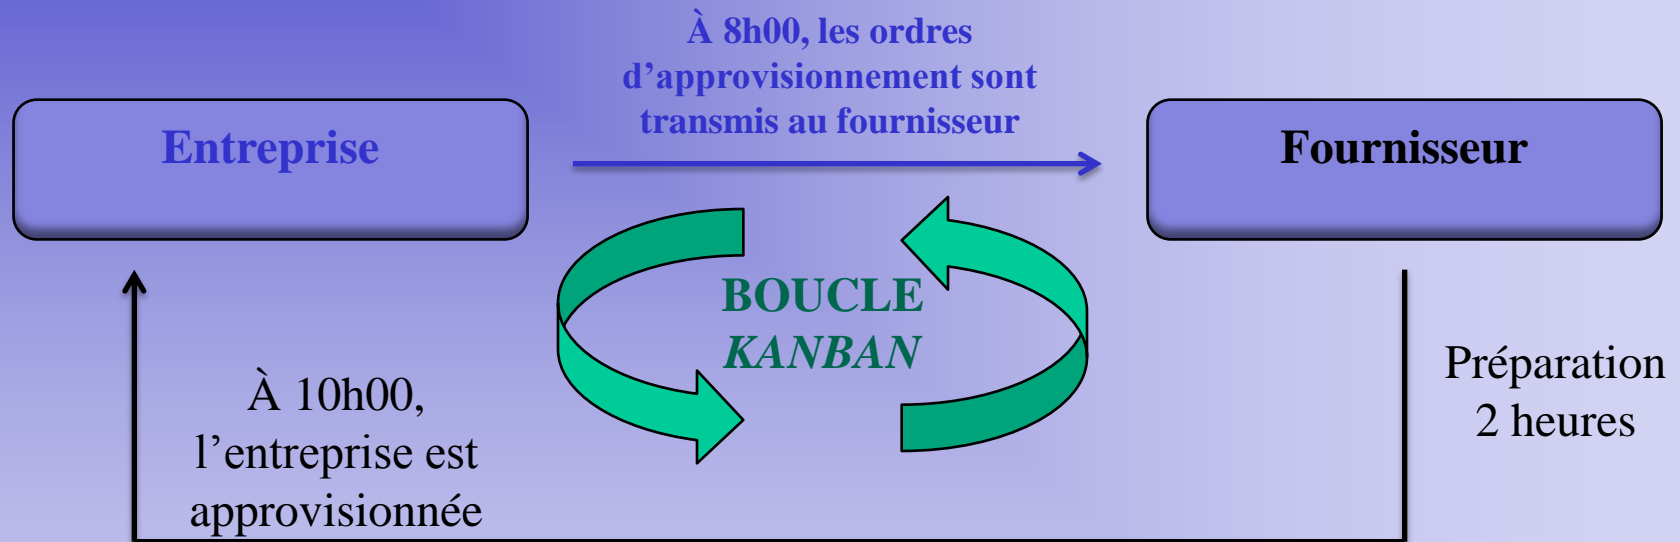 À 8h00, les ordres
d’approvisionnement sont
transmis au fournisseur
Entreprise
Fournisseur
BOUCLE
KANBAN
À 10h00,
l’entreprise est
approvisionnée
Préparation
2 heures